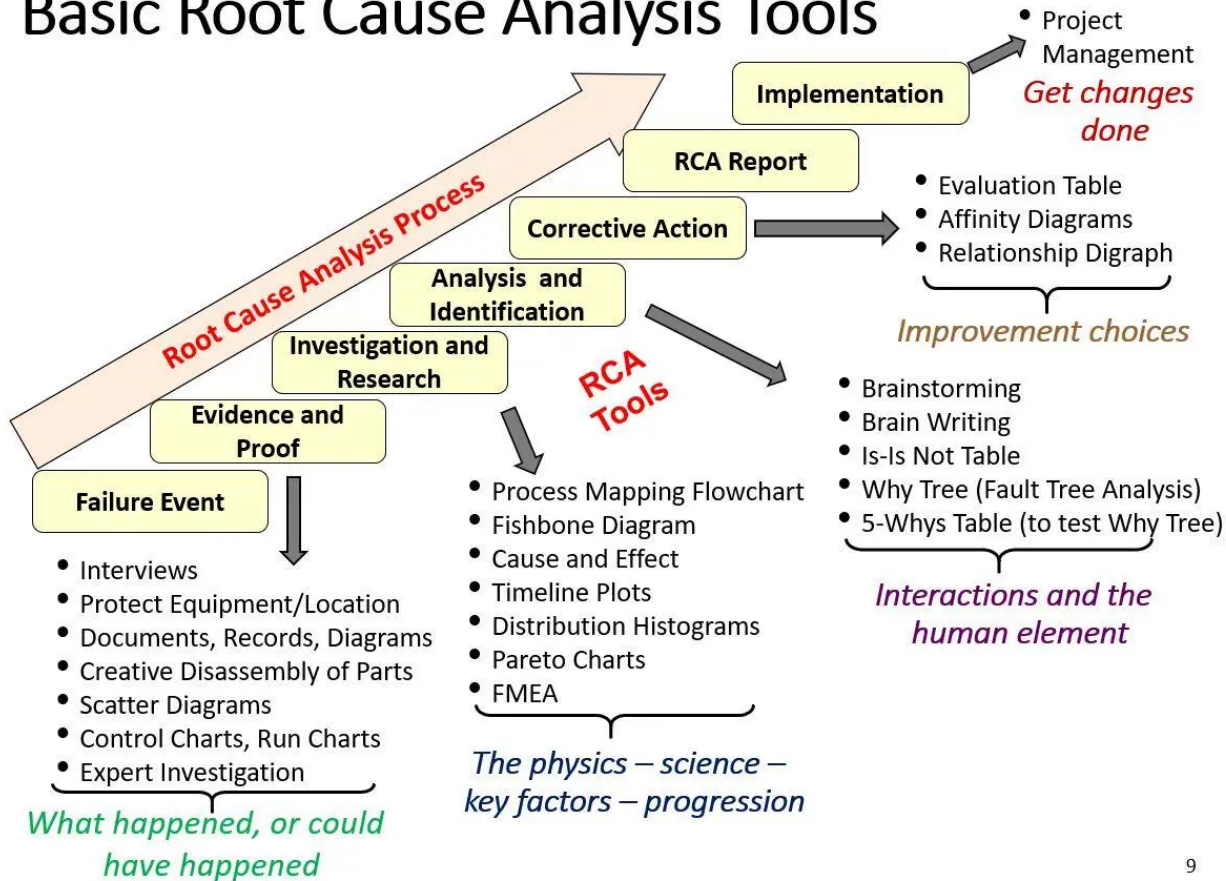 Basic Root Cause Analysis Tools
• Project
Management
Get changes
done
Implementation
RCA Report
Corrective Action
• Evaluation Table
• Affinity Diagrams
• Relationship Digraph
Improvement choices
Root Cause Analysis Process
Analysis and
Identification
Investigation and
Research
Evidence and
Proof
Failure Event
RCA
Tools
• Brainstorming
• Brain Writing
• Is-Is Not Table
• Why Tree (Fault Tree Analysis)
• 5-Whys Table (to test Why Tree)
Interactions and the
human element
• Process Mapping Flowchart
• Fishbone Diagram
• Cause and Effect
• Timeline Plots
• Distribution Histograms
• Pareto Charts
• FMEA
The physics – science –
key factors – progression
• Interviews
• Protect Equipment/Location
• Documents, Records, Diagrams
• Creative Disassembly of Parts
• Scatter Diagrams
• Control Charts, Run Charts
• Expert Investigation
What happened, or could
have happened
9